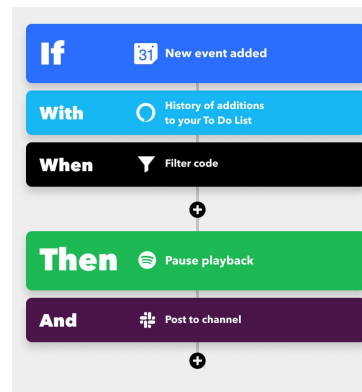 If
31 New event added
With
History of additions
to your To Do List
When
Filter code
Then
Pause playback
And
Post to channel